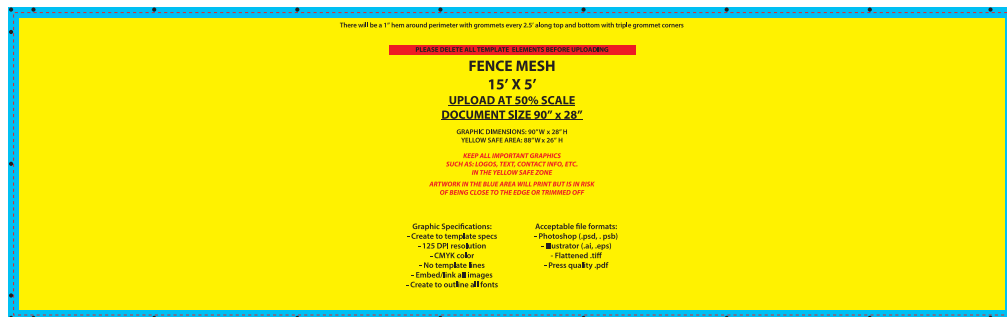 There will be a 1" hem around perimeter with grommets every 2.5' along top and bottom with triple grommet corners
PLEASE DELETE ALL TEMPLATE ELEMENTS BEFORE UPLOADING
FENCE MESH
15' X 5'
UPLOAD AT 50% SCALE
DOCUMENT SIZE 90" x 28"
GRAPHIC DIMENSIONS: 90" W x 28" H
YELLOW SAFE AREA: 88" W x 26" H
KEEP ALL IMPORTANT GRAPHICS
SUCH AS: LOGOS, TEXT, CONTACT INFO, ETC.
IN THE YELLOW SAFE ZONE
ARTWORK IN THE BLUE AREA WILL PRINT BUT IS IN RISK
OF BEING CLOSE TO THE EDGE OR TRIMMED OFF
Graphic Specifications:
- Create to template specs
- 125 DPI resolution
- CMYK color
- No template lines
- Embed/link all images
- Create to outline all fonts
Acceptable file formats:
- Photoshop (.psd, . psb)
- Illustrator (.ai, .eps)
- Flattened .tiff
- Press quality .pdf